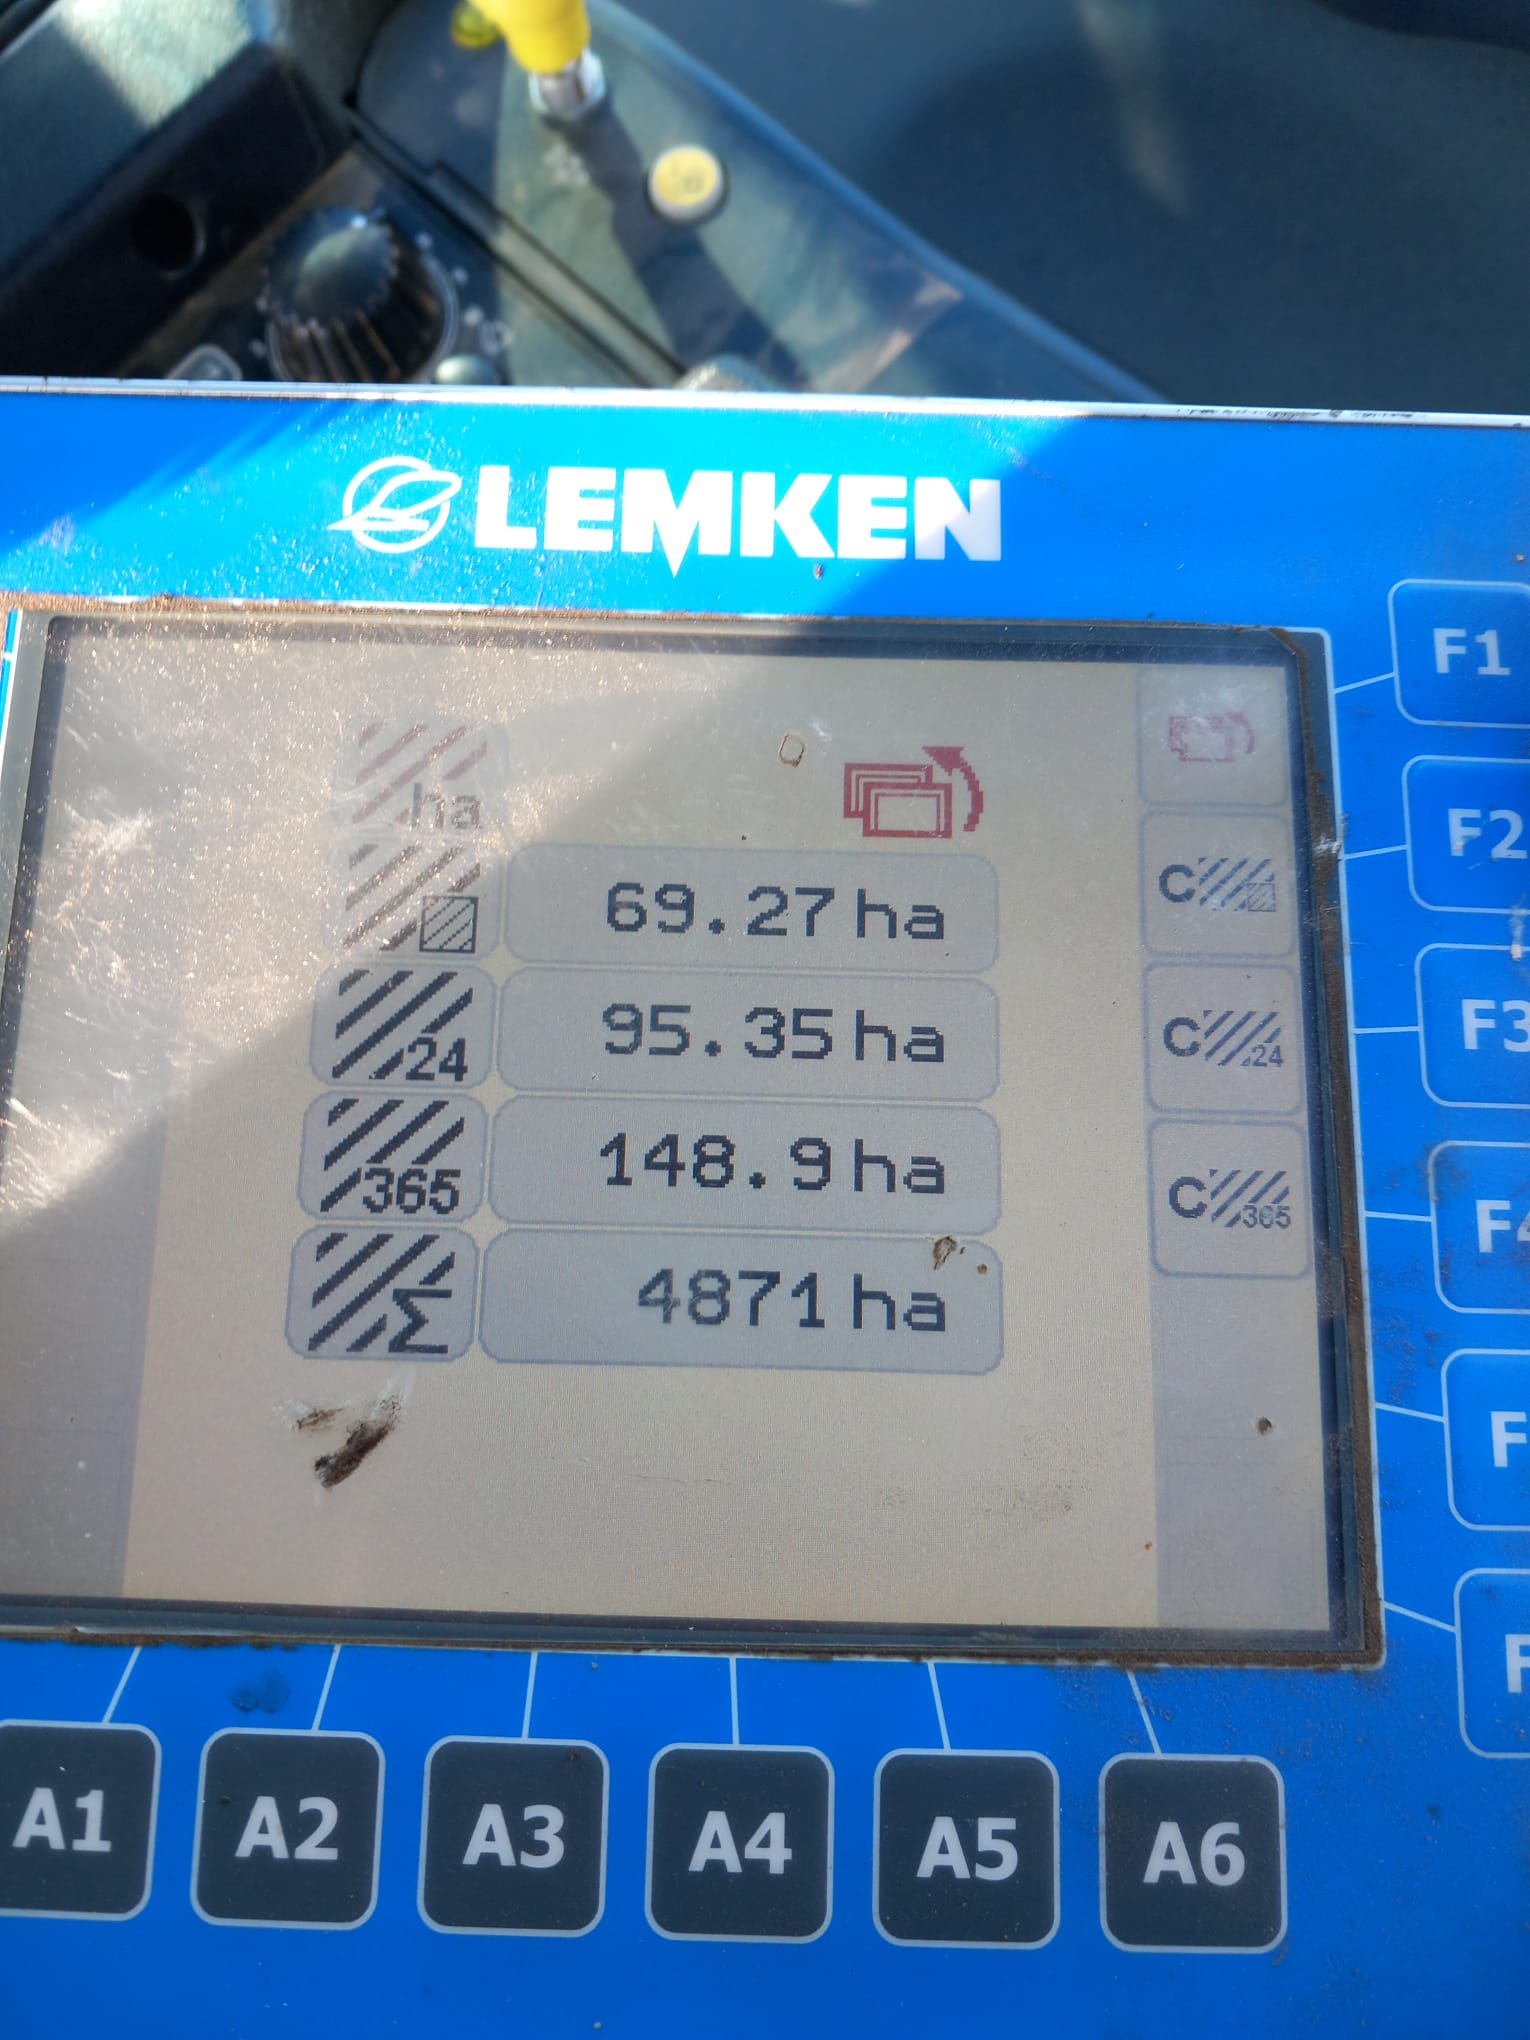 LEMKEN
F1
ha
F2
69.27 ha
C
24
95.35 ha
C 24
F3
365
148.9 ha
C 365
Σ
4871 ha
A1 A2 A3 A4 A5 A6